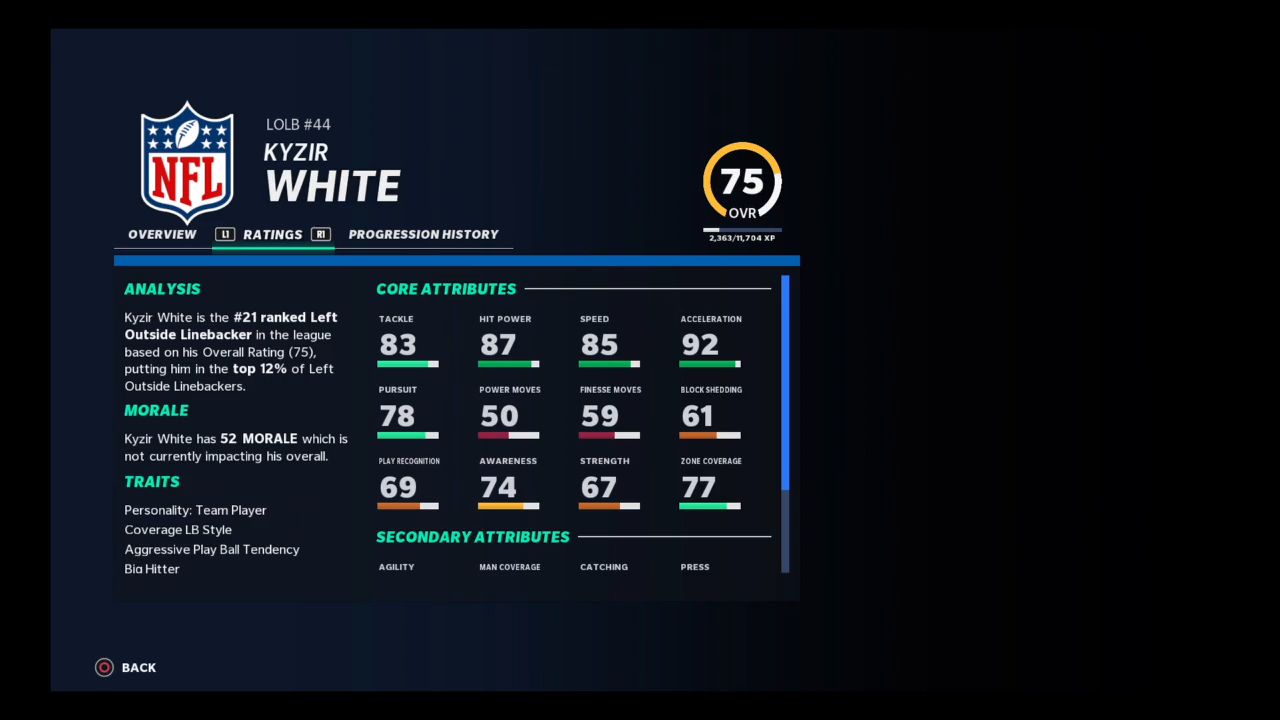 NFL
LOLB #44
KYZIR
WHITE
75
OVR
2,363/11,704 XP
OVERVIEW L1 RATINGS R1 PROGRESSION HISTORY
ANALYSIS
Kyzir White is the #21 ranked Left
Outside Linebacker in the league
based on his Overall Rating (75),
putting him in the top 12% of Left
Outside Linebackers.
MORALE
Kyzir White has 52 MORALE which is
not currently impacting his overall.
TRAITS
Personality: Team Player
Coverage LB Style
Aggressive Play Ball Tendency
Big Hitter
CORE ATTRIBUTES
TACKLE HIT POWER SPEED ACCELERATION
83 87 85 92
PURSUIT POWER MOVES FINESSE MOVES BLOCK SHEDDING
78 50 59 61
PLAY RECOGNITION AWARENESS STRENGTH ZONE COVERAGE
69 74 67 77
SECONDARY ATTRIBUTES
AGILITY MAN COVERAGE CATCHING PRESS
BACK